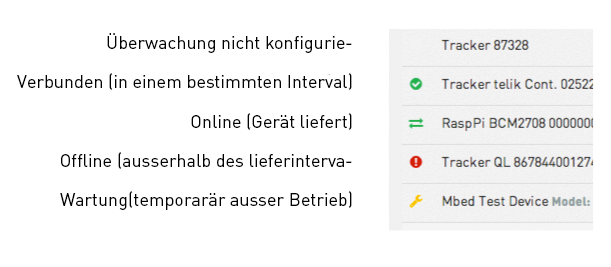 Überwachung nicht konfigurie- Tracker 87328
Verbunden (in einem bestimmten Interval) Tracker telik Cont. 02522
Online (Gerät liefert) RaspPi BCM2708 0000000
Offline (ausserhalb des lieferinterva- Tracker QL 867844001274
Wartung(temporarär ausser Betrieb) Mbed Test Device Model: